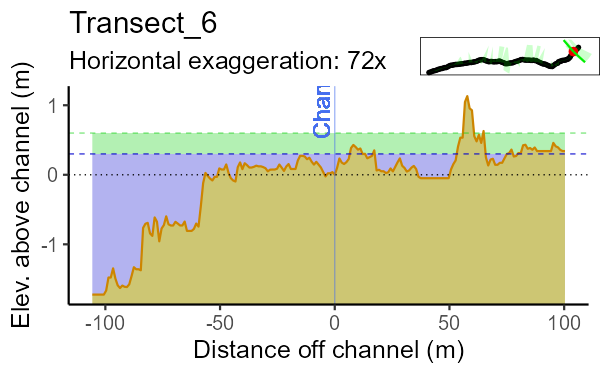 Transect_6
Horizontal exaggeration: 72x
Chan
Elev. above channel (m)
1
0
-1
-100
-50
0
50
100
Distance off channel (m)